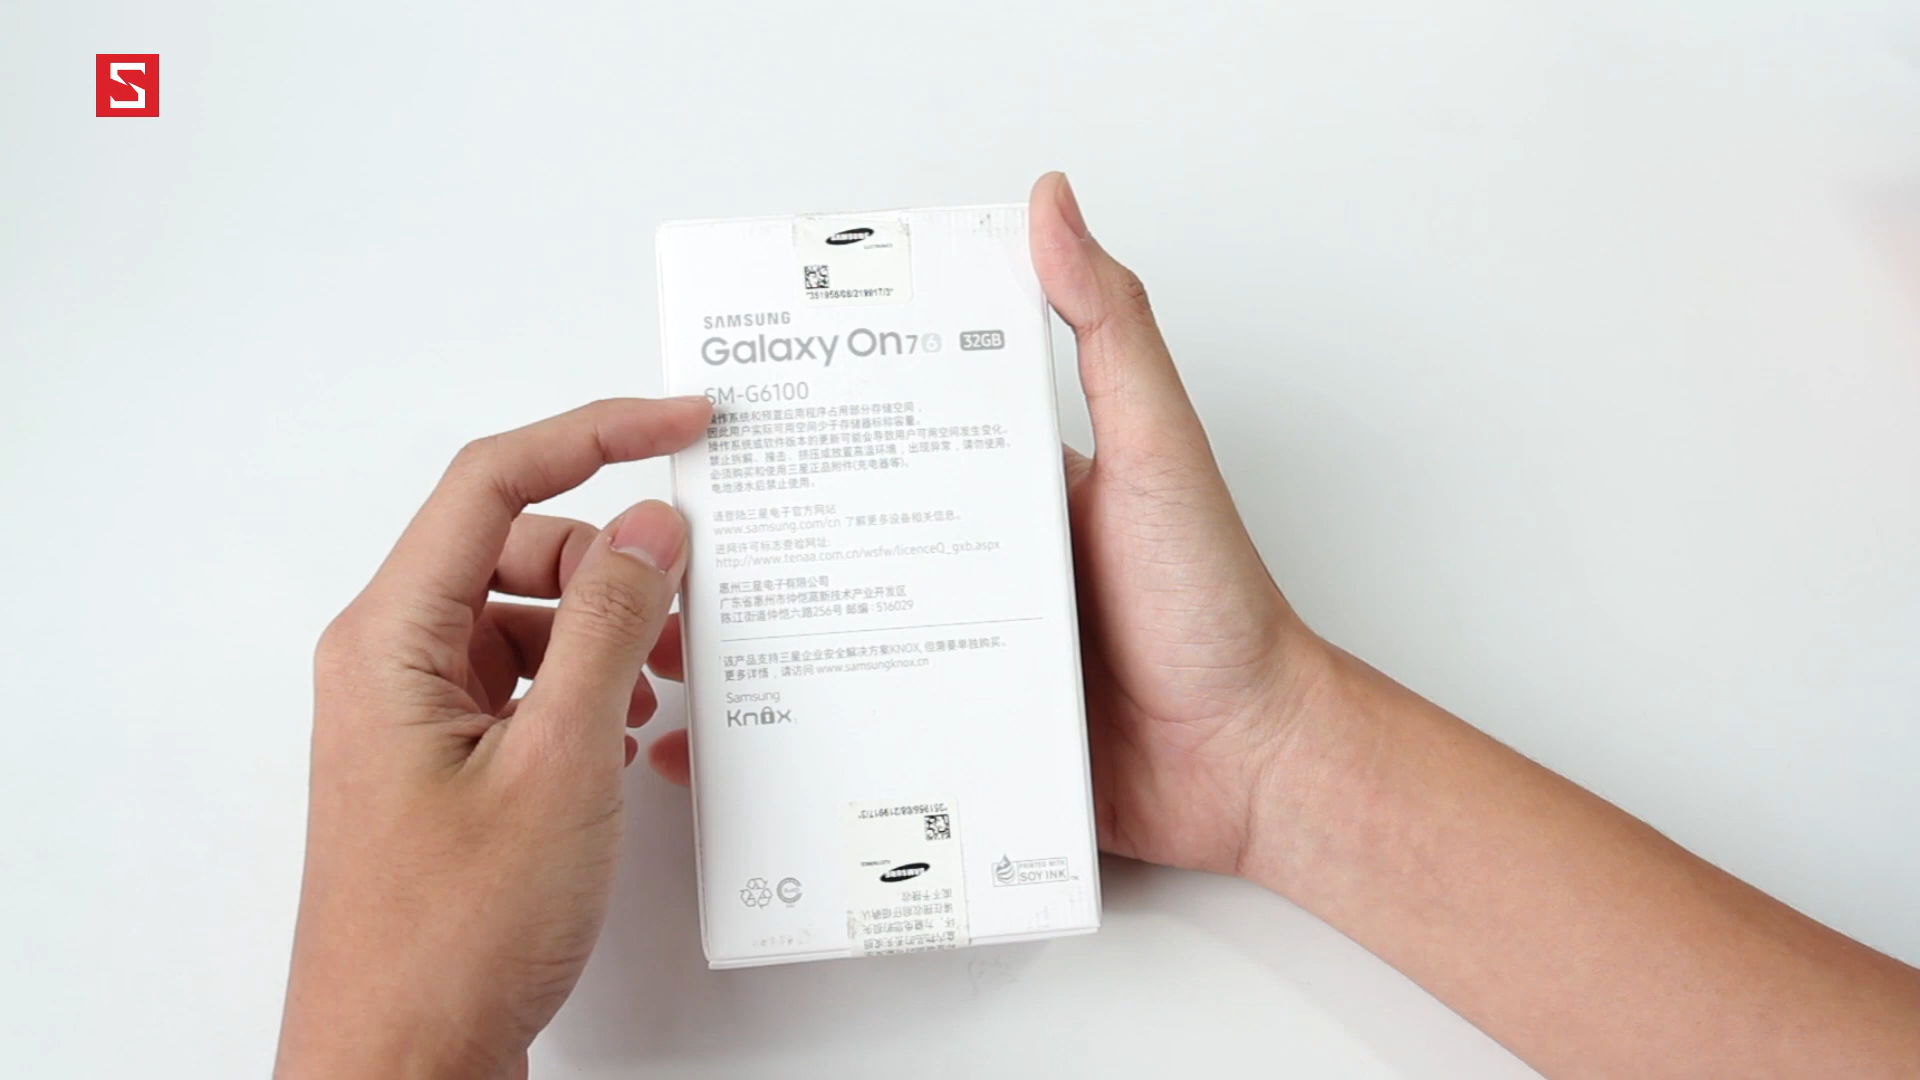 S
SAMSUNG
ELECTRONICS
SAMSUNG
Galaxy On7 6 32GB
SM-G6100
操作系统和预置应用程序占用部分存储空间，
因此用户实际可用空间少于存储器标称容量。
操作系统或软件版本的更新可能会导致用户可用空间发生变化。
禁止拆解、撞击、挤压或放置高温环境，出现异常，请勿使用。
必须购买和使用三星正品附件(充电器等)。
电池浸水后禁止使用。
请登陆三星电子官方网站
www.samsung.com/cn 了解更多设备和相关信息。
进网许可标志查验网址:
http://www.tenaa.com.cn/wsfw/licenceQ_gxb.aspx
惠州三星电子有限公司
广东省惠州市仲恺高新技术产业开发区
陈江街道仲恺六路256号 邮编：516029
该产品支持三星企业安全解决方案KNOX, 但需要单独购买。
更多详情，请访问 www.samsungknox.cn
Samsung
Knox
SAMSUNG
PRINTED WITH
SOY INK